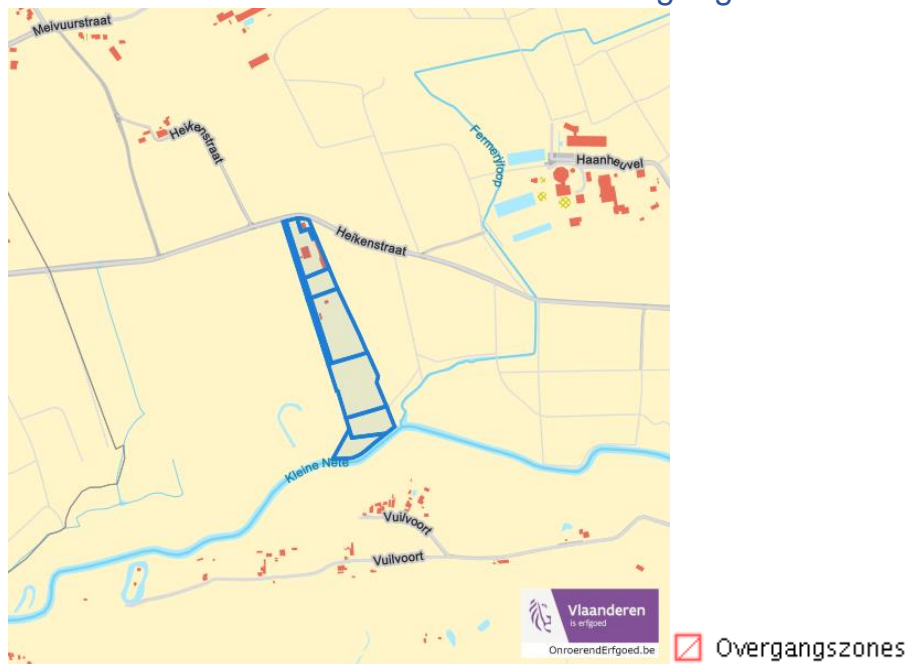 Melvuurstraat
Heikenstraat
Fermerijloop
Haanheuvel
Heikenstraat
Kleine Nete
Vuilvoort
Vuilvoort
Vlaanderen
is erfgoed
OnroerendErfgoed.be
Overgangszones